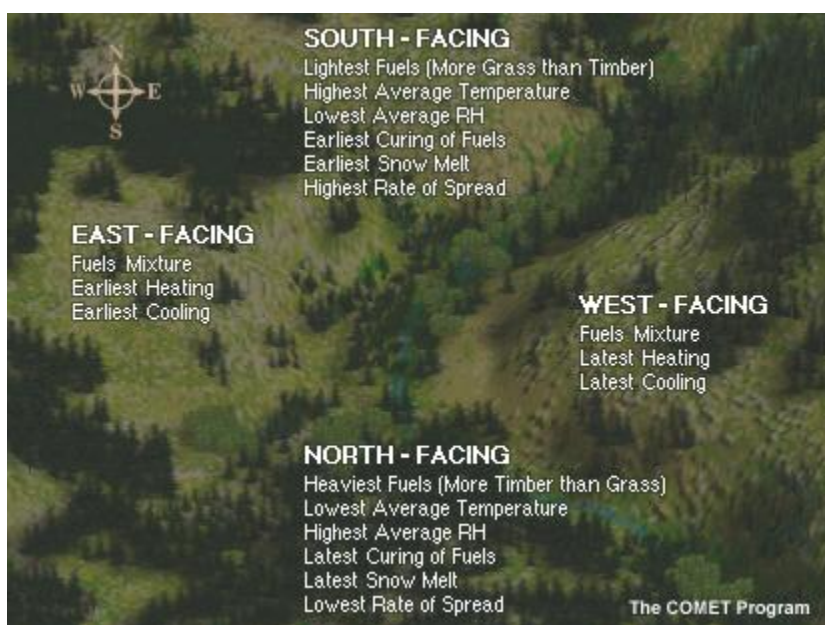 N
W E
S
SOUTH - FACING
Lightest Fuels (More Grass than Timber)
Highest Average Temperature
Lowest Average RH
Earliest Curing of Fuels
Earliest Snow Melt
Highest Rate of Spread
EAST - FACING
Fuels Mixture
Earliest Heating
Earliest Cooling
WEST - FACING
Fuels Mixture
Latest Heating
Latest Cooling
NORTH - FACING
Heaviest Fuels (More Timber than Grass)
Lowest Average Temperature
Highest Average RH
Latest Curing of Fuels
Latest Snow Melt
Lowest Rate of Spread
The COMET Program